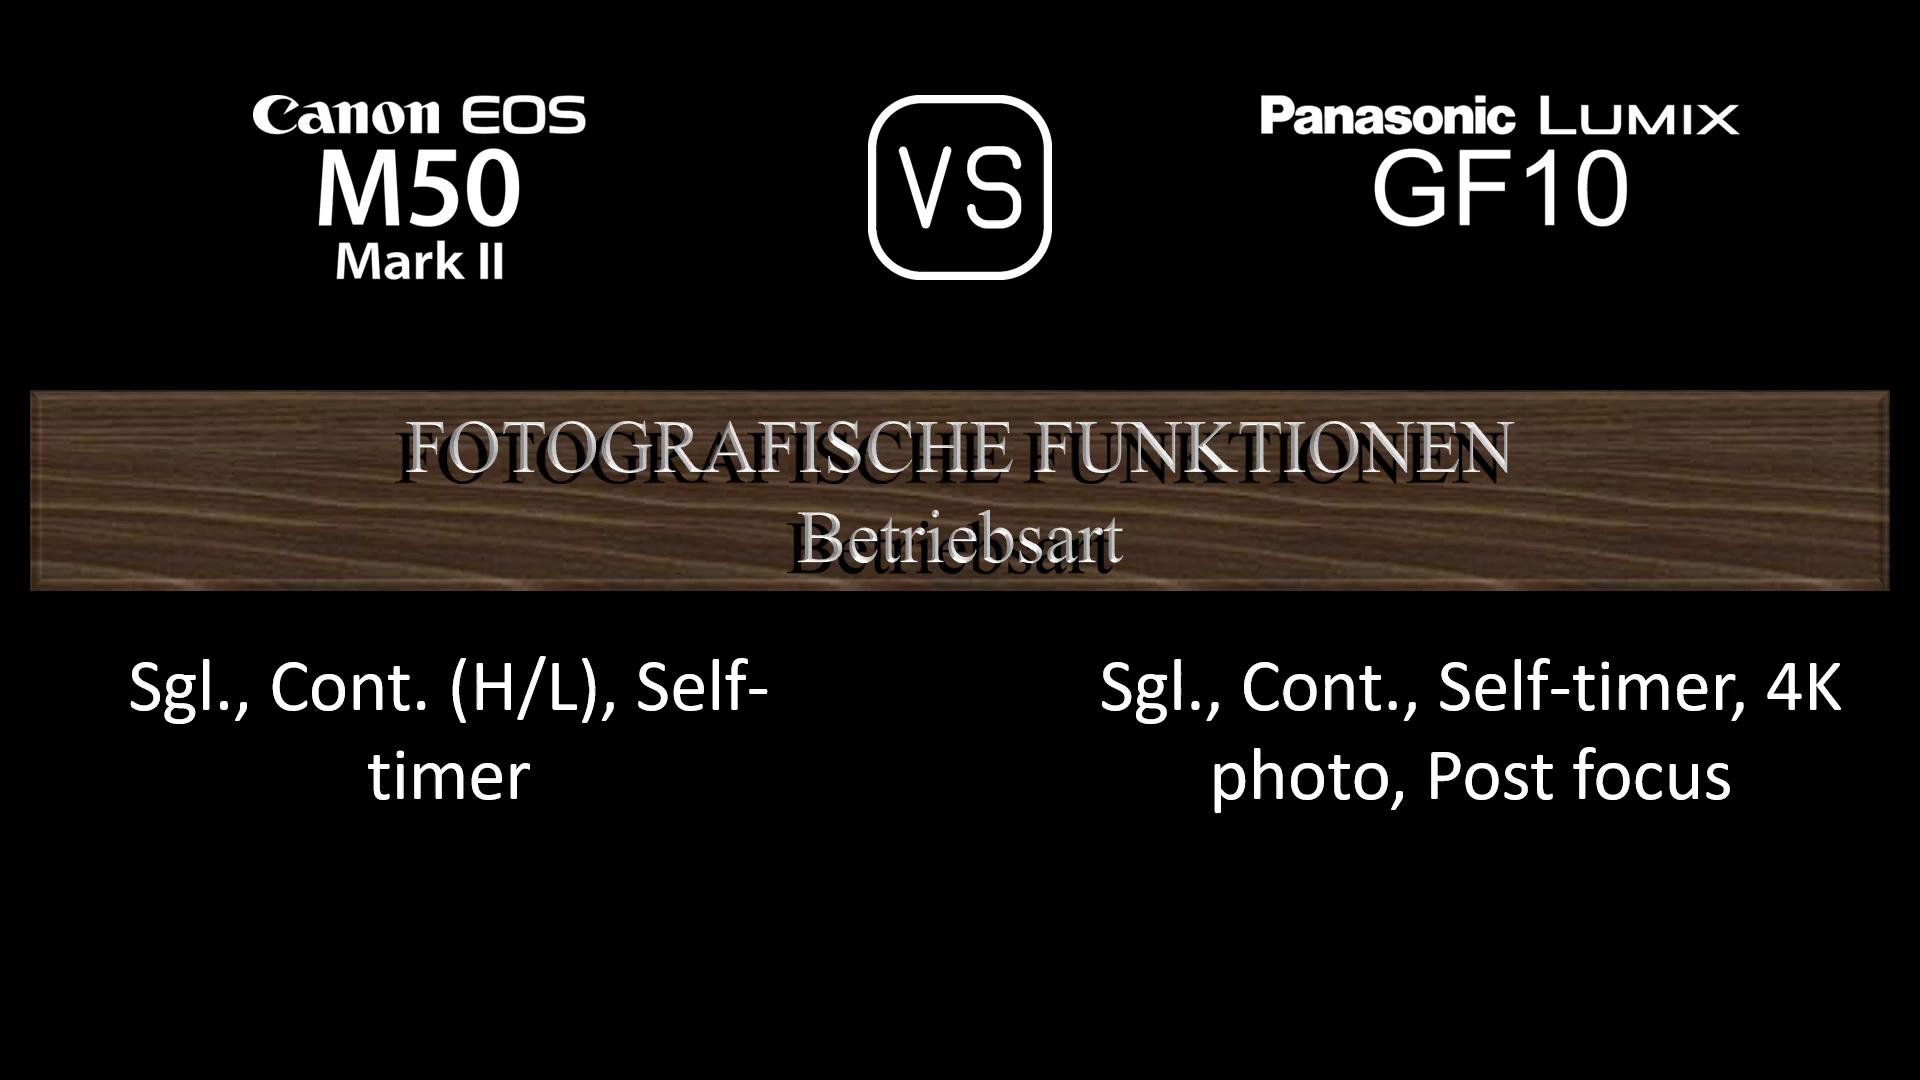 Canon EOS
M50
Mark II
VS
Panasonic LUMIX
GF10
FOTOGRAFISCHE FUNKTIONEN
Betriebsart
Sgl., Cont. (H/L), Self-
timer
Sgl., Cont., Self-timer, 4K
photo, Post focus